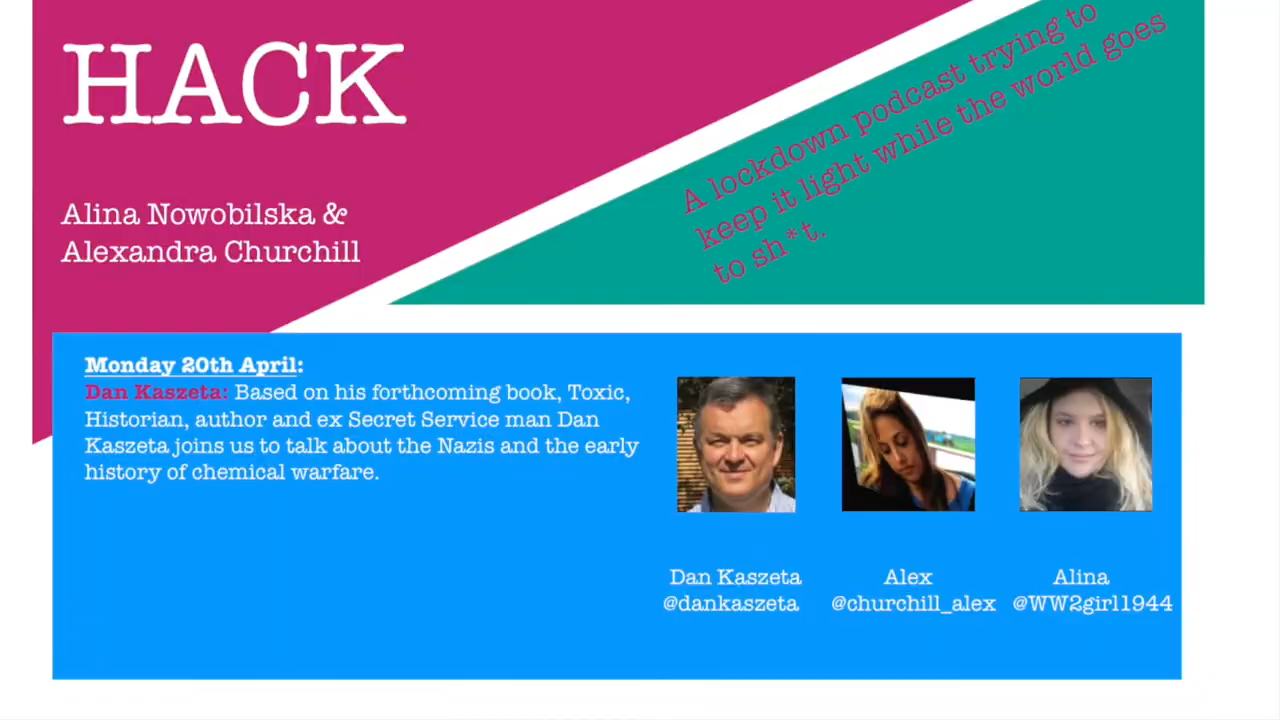 HACK
A lockdown podcast trying to
keep it light while the world goes
to sh*t.
Alina Nowobilska &
Alexandra Churchill
Monday 20th April:
Dan Kaszeta: Based on his forthcoming book, Toxic,
Historian, author and ex Secret Service man Dan
Kaszeta joins us to talk about the Nazis and the early
history of chemical warfare.
Dan Kaszeta
@dankaszeta
Alex
@churchill_alex
Alina
@WW2girl1944